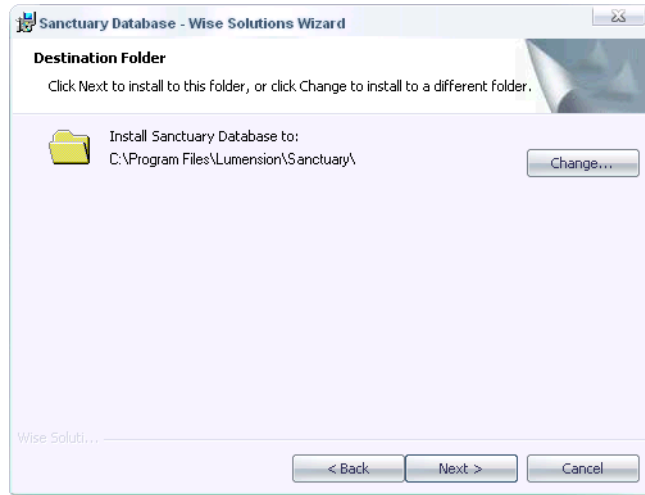 Sanctuary Database - Wise Solutions Wizard
Destination Folder
Click Next to install to this folder, or click Change to install to a different folder.
Install Sanctuary Database to:
C:\Program Files\Lumension\Sanctuary\
Change...
Wise Soluti...
< Back
Next >
Cancel